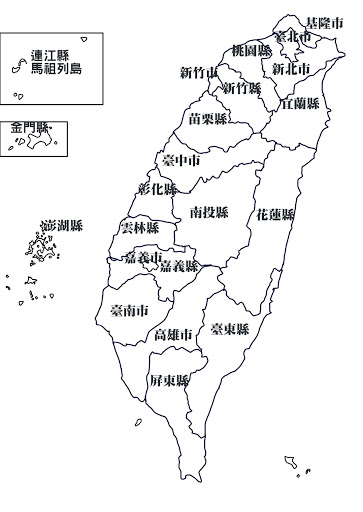 基隆市
臺北市
桃園縣
連江縣
馬祖列島
新北市
新竹市
新竹縣
宜蘭縣
苗栗縣
金門縣
臺中市
彰化縣
南投縣
花蓮縣
澎湖縣
雲林縣
嘉義市
嘉義縣
臺南市
臺東縣
高雄市
屏東縣